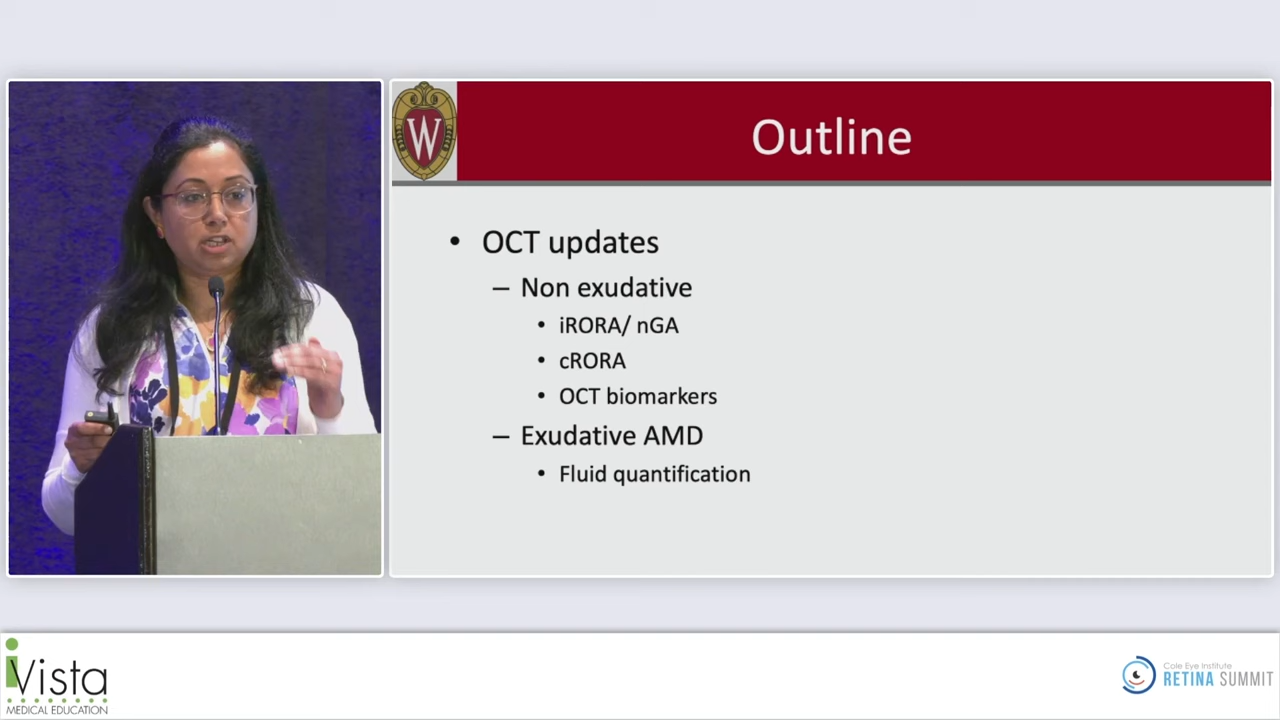 W
Outline
• OCT updates
– Non exudative
• iRORA/ nGA
• cRORA
• OCT biomarkers
– Exudative AMD
• Fluid quantification
iVista
MEDICAL EDUCATION
Cole Eye Institute
RETINA SUMMIT